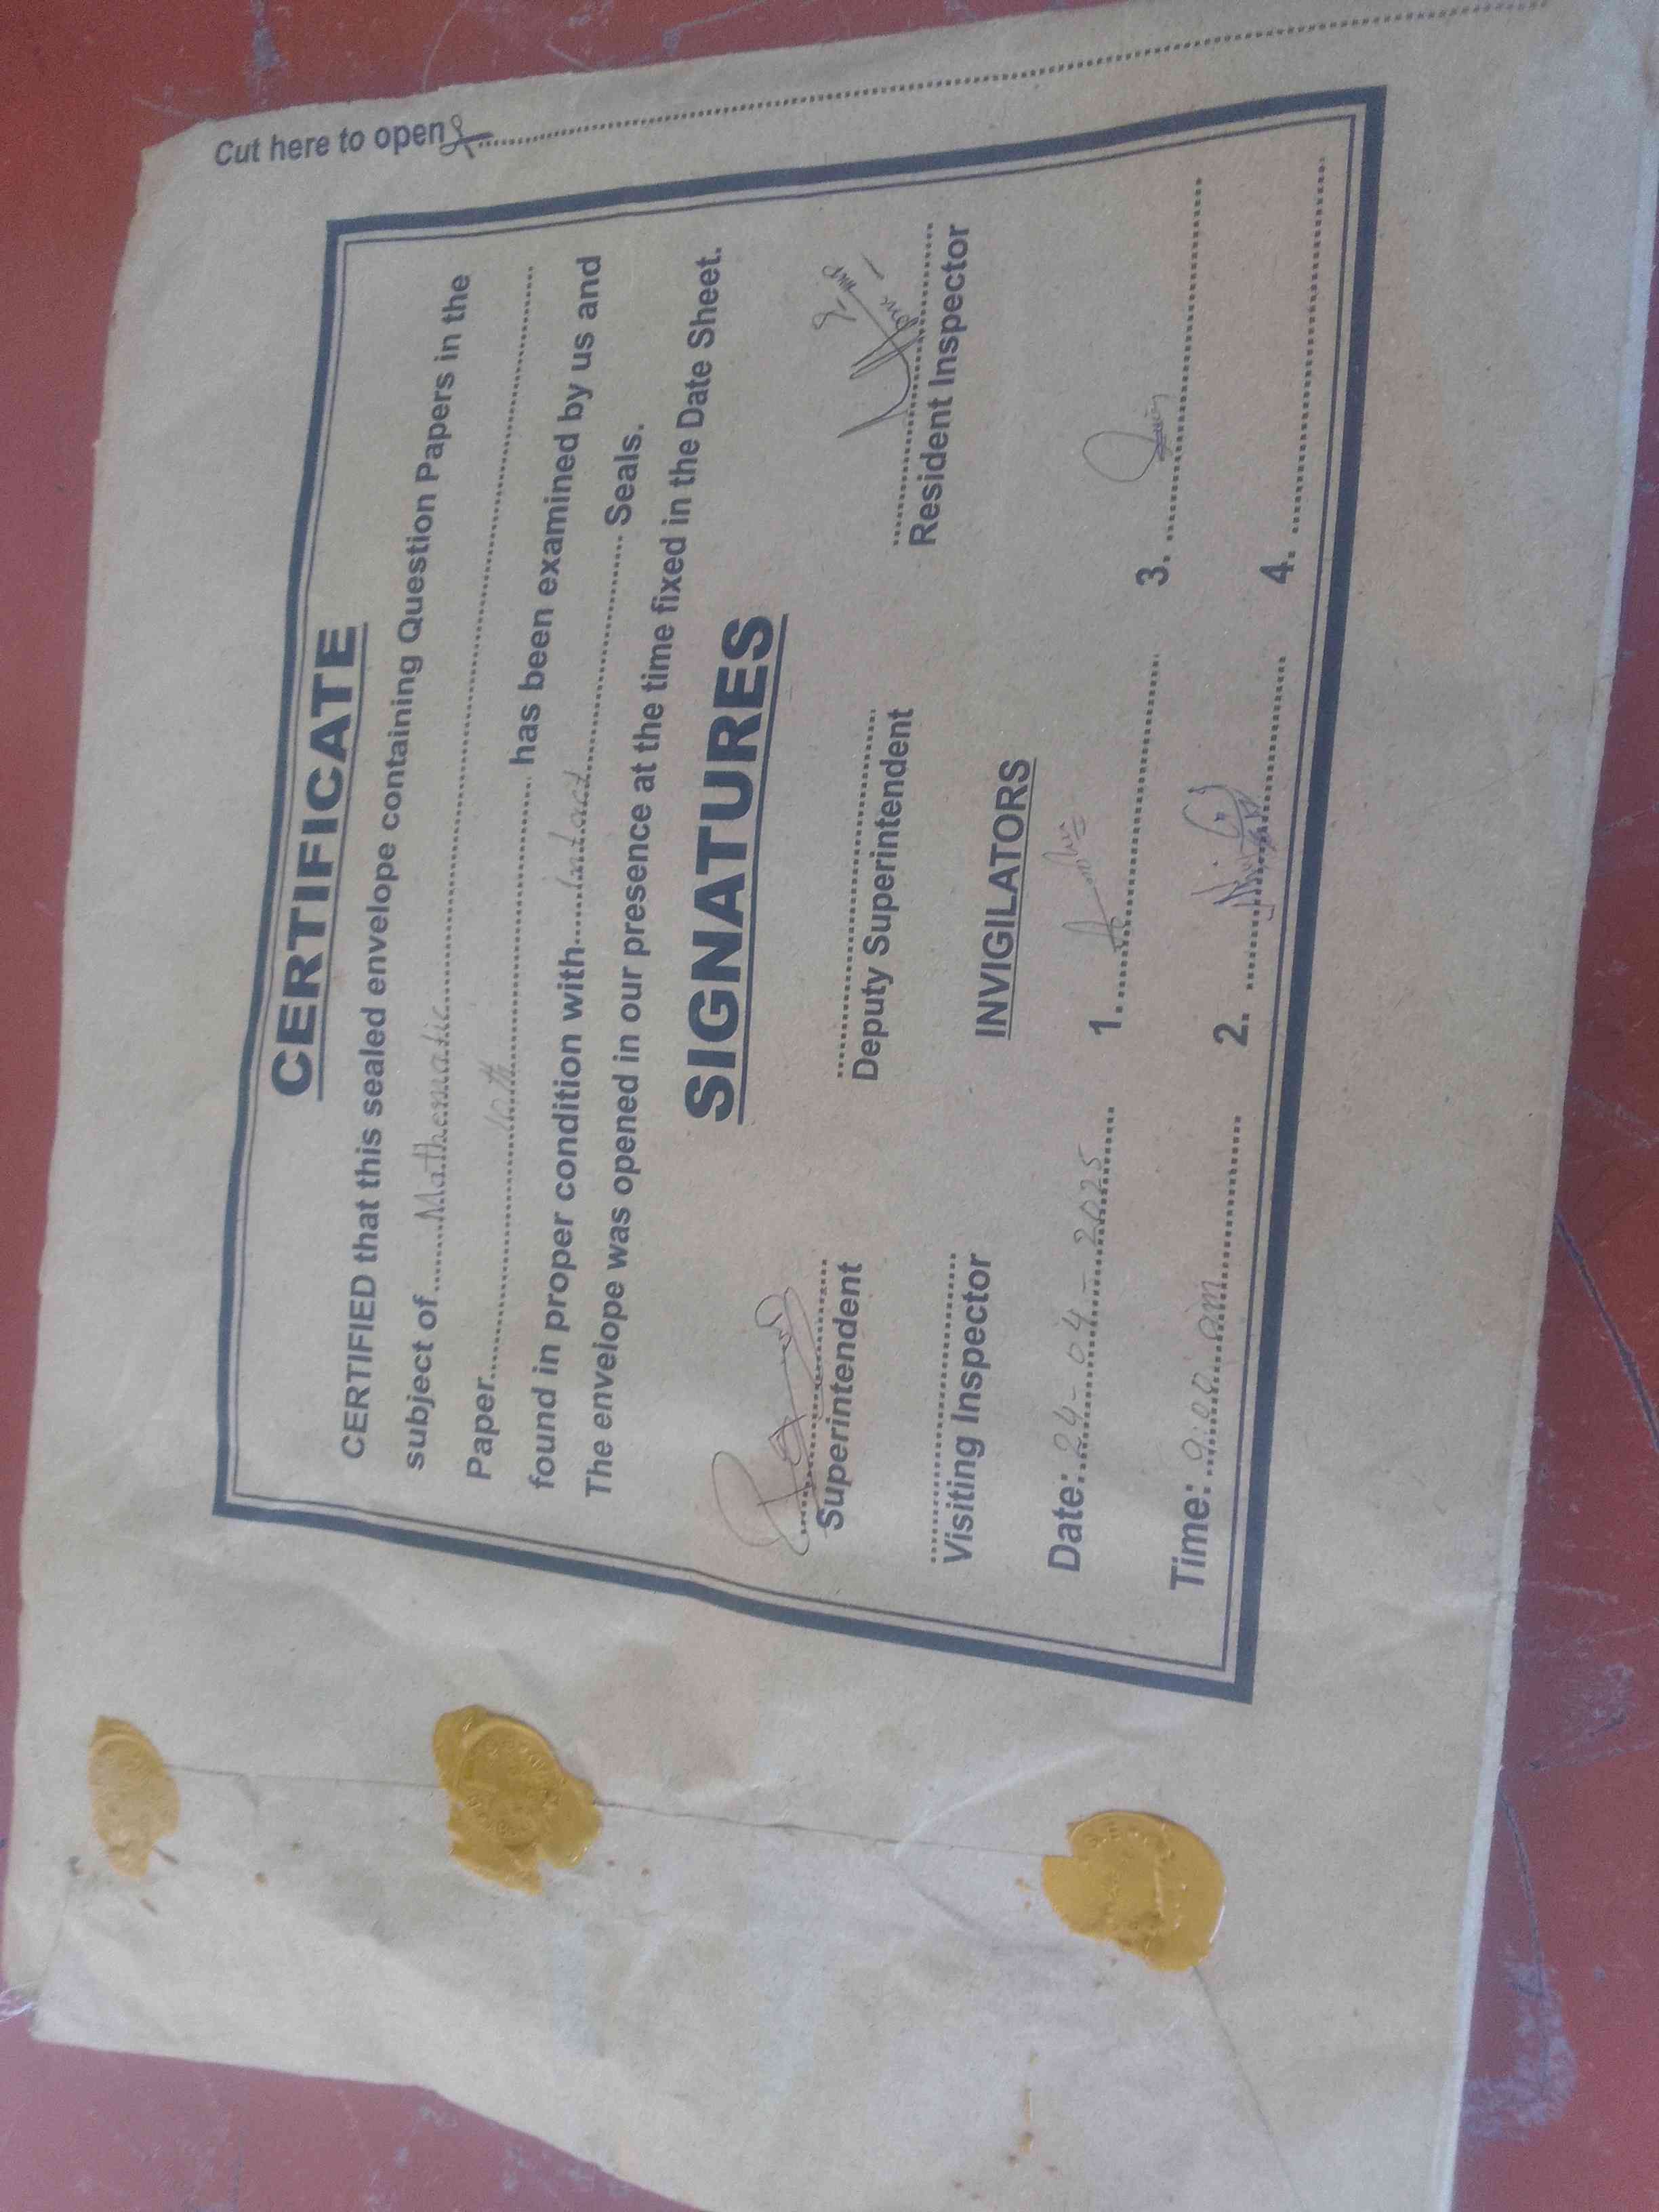 Cut here to open
CERTIFICATE
CERTIFIED that this sealed envelope containing Question Papers in the
subject of......Mathematic......
Paper......10th...... has been examined by us and
found in proper condition with......Intact...... Seals.
The envelope was opened in our presence at the time fixed in the Date Sheet.
SIGNATURES
Superintendent
Deputy Superintendent
Resident Inspector
Visiting Inspector
INVIGILATORS
Date: 24-04-2025
1.
3.
Time: 9:00 am
2.
4.